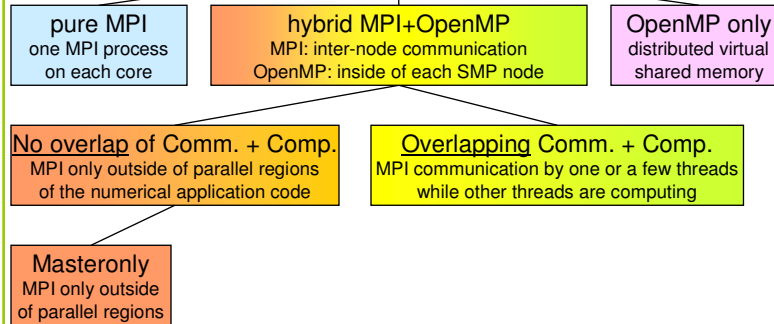 pure MPI
one MPI process
on each core
hybrid MPI+OpenMP
MPI: inter-node communication
OpenMP: inside of each SMP node
OpenMP only
distributed virtual
shared memory
No overlap of Comm. + Comp.
MPI only outside of parallel regions
of the numerical application code
Overlapping Comm. + Comp.
MPI communication by one or a few threads
while other threads are computing
Masteronly
MPI only outside
of parallel regions